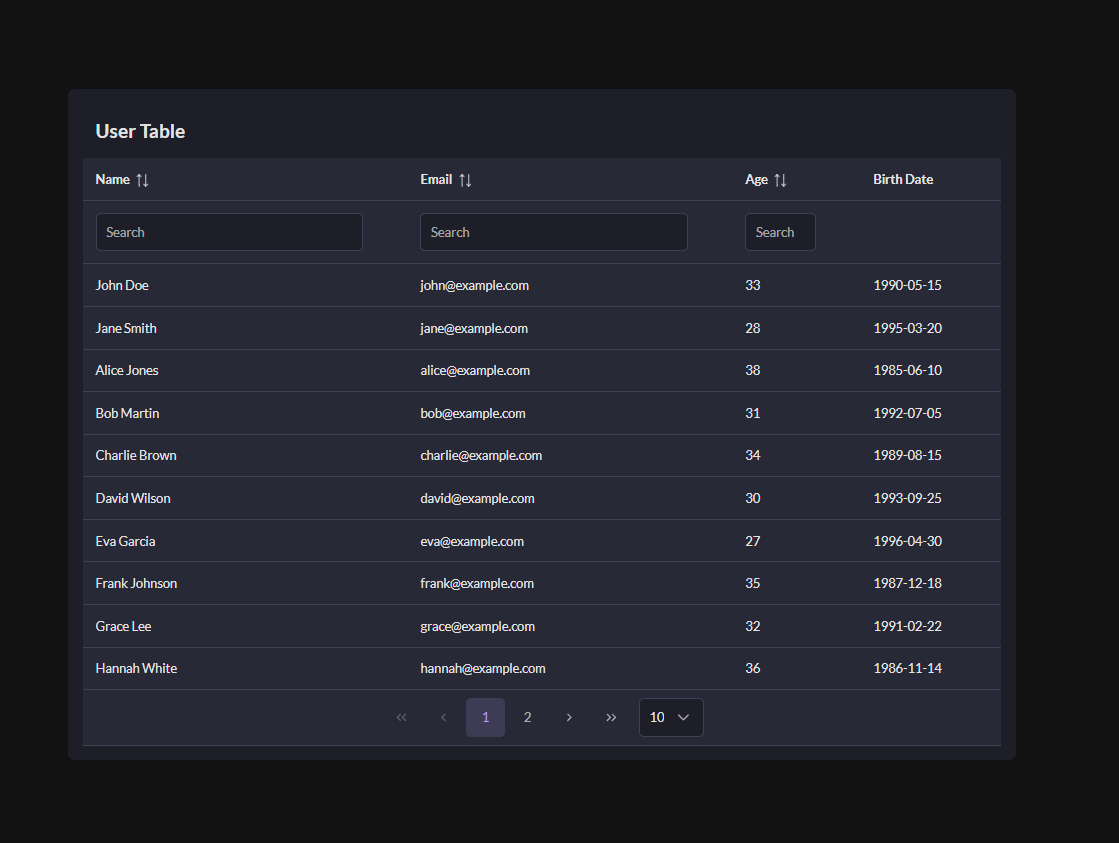 User Table
Name Email Age Birth Date
Search Search Search
John Doe john@example.com 33 1990-05-15
Jane Smith jane@example.com 28 1995-03-20
Alice Jones alice@example.com 38 1985-06-10
Bob Martin bob@example.com 31 1992-07-05
Charlie Brown charlie@example.com 34 1989-08-15
David Wilson david@example.com 30 1993-09-25
Eva Garcia eva@example.com 27 1996-04-30
Frank Johnson frank@example.com 35 1987-12-18
Grace Lee grace@example.com 32 1991-02-22
Hannah White hannah@example.com 36 1986-11-14
1 2 10